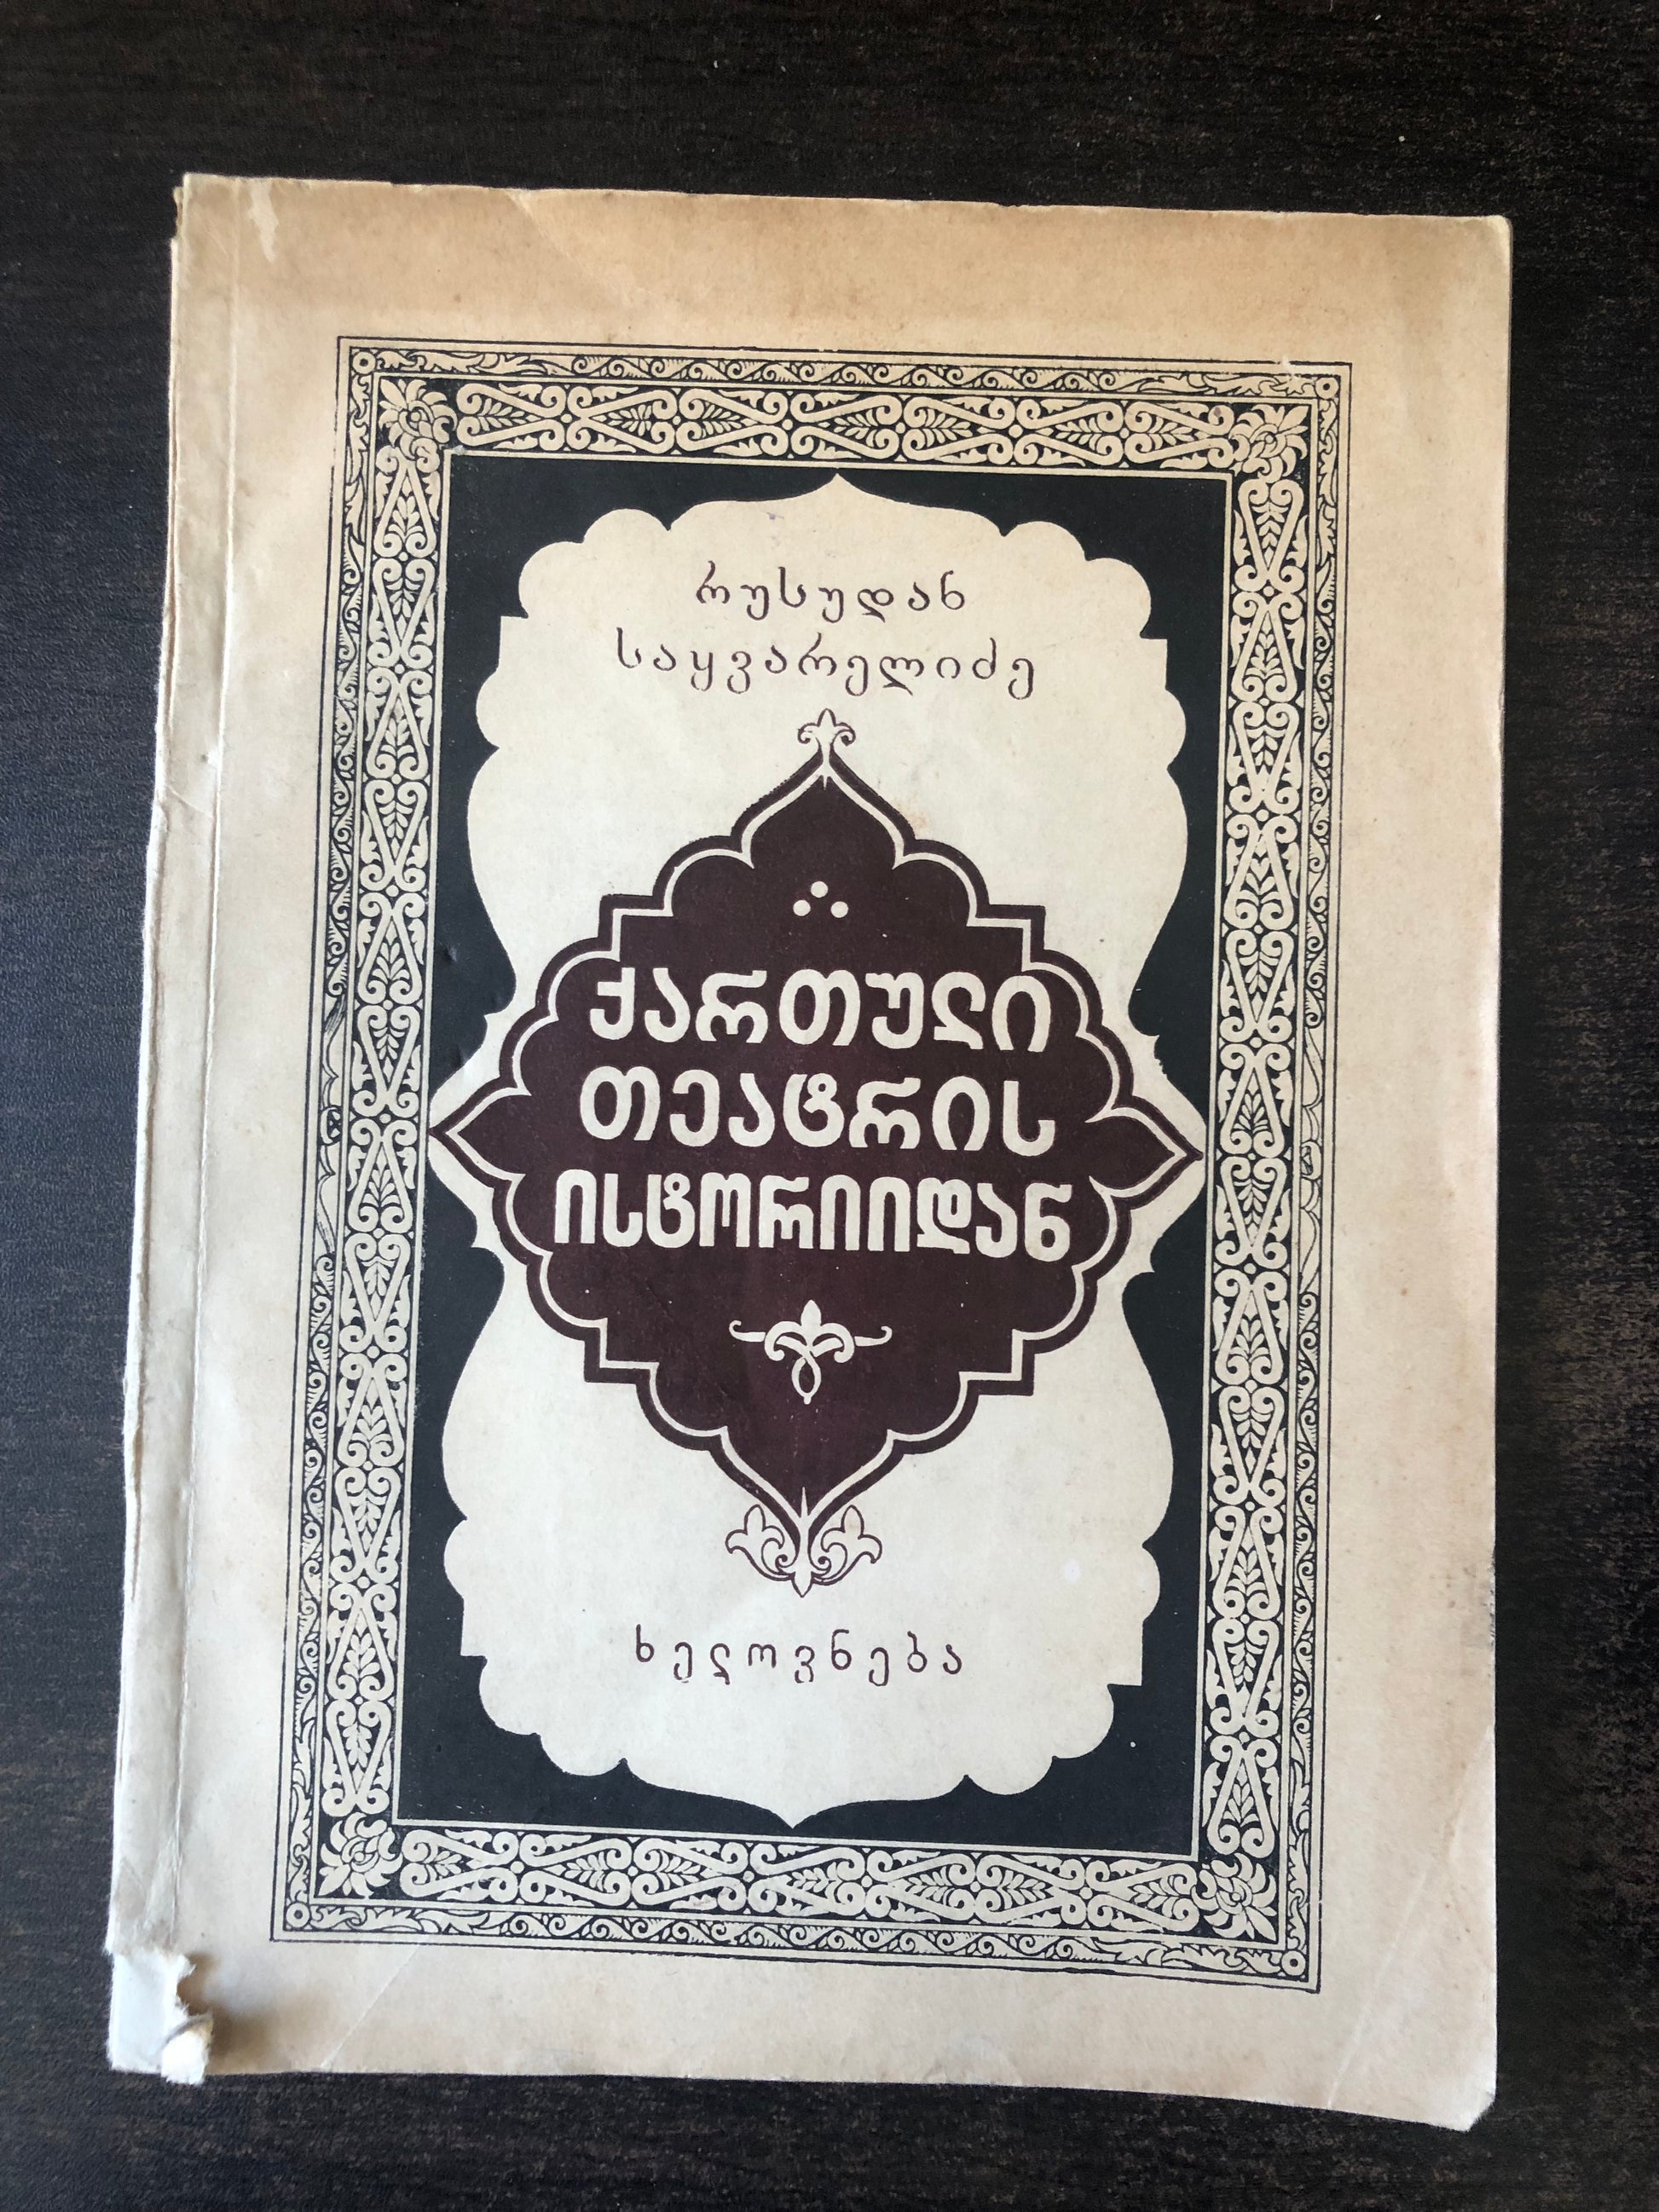 რუსუდან
საყვარელიძე
ქართული
თეატრის
ისტორიიდან
ხელოვნება